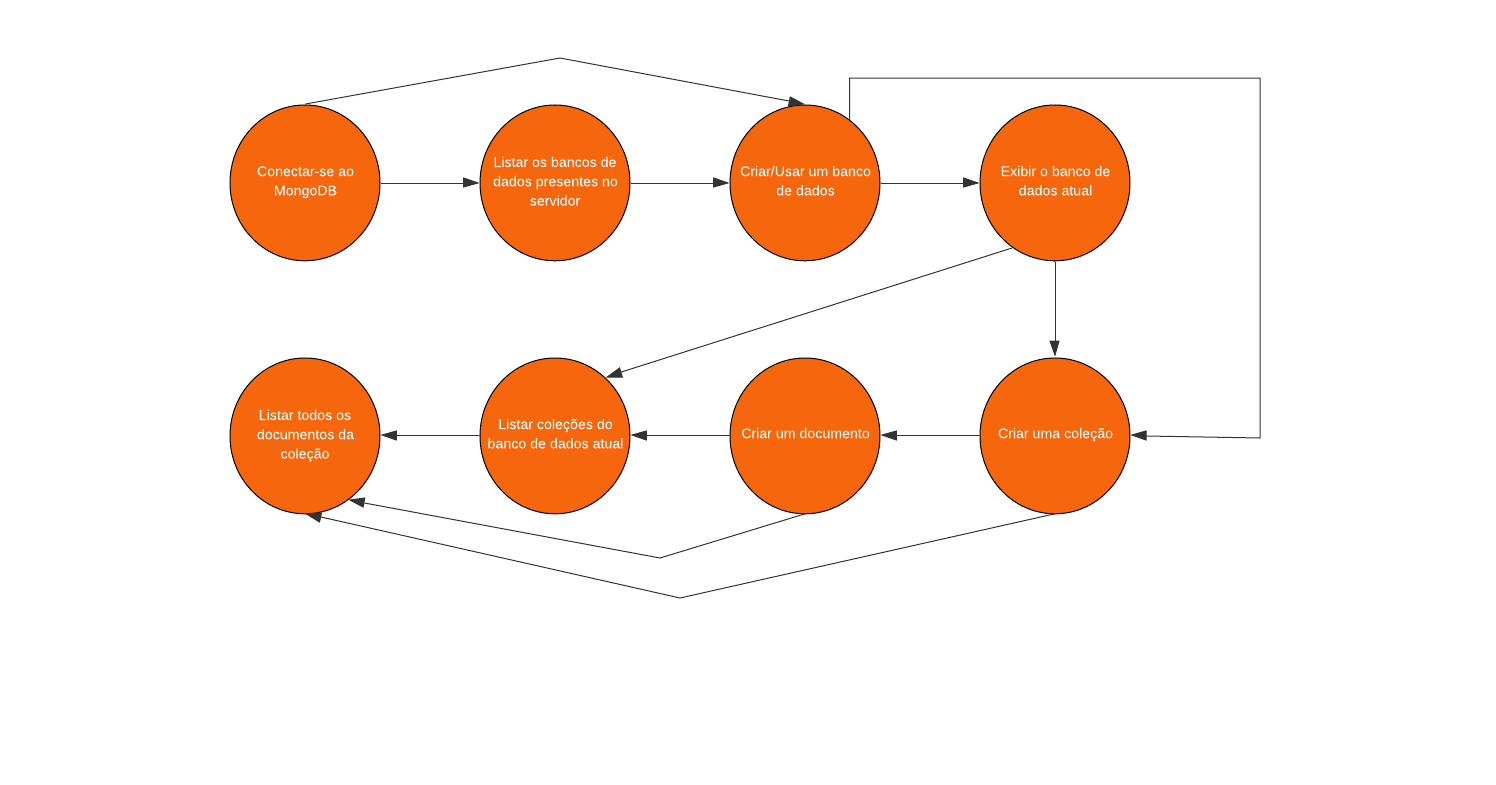 Conectar-se ao
MongoDB
Listar os bancos de
dados presentes no
servidor
Criar/Usar um banco
de dados
Exibir o banco de
dados atual
Listar todos os
documentos da
coleção
Listar coleções do
banco de dados atual
Criar um documento
Criar uma coleção